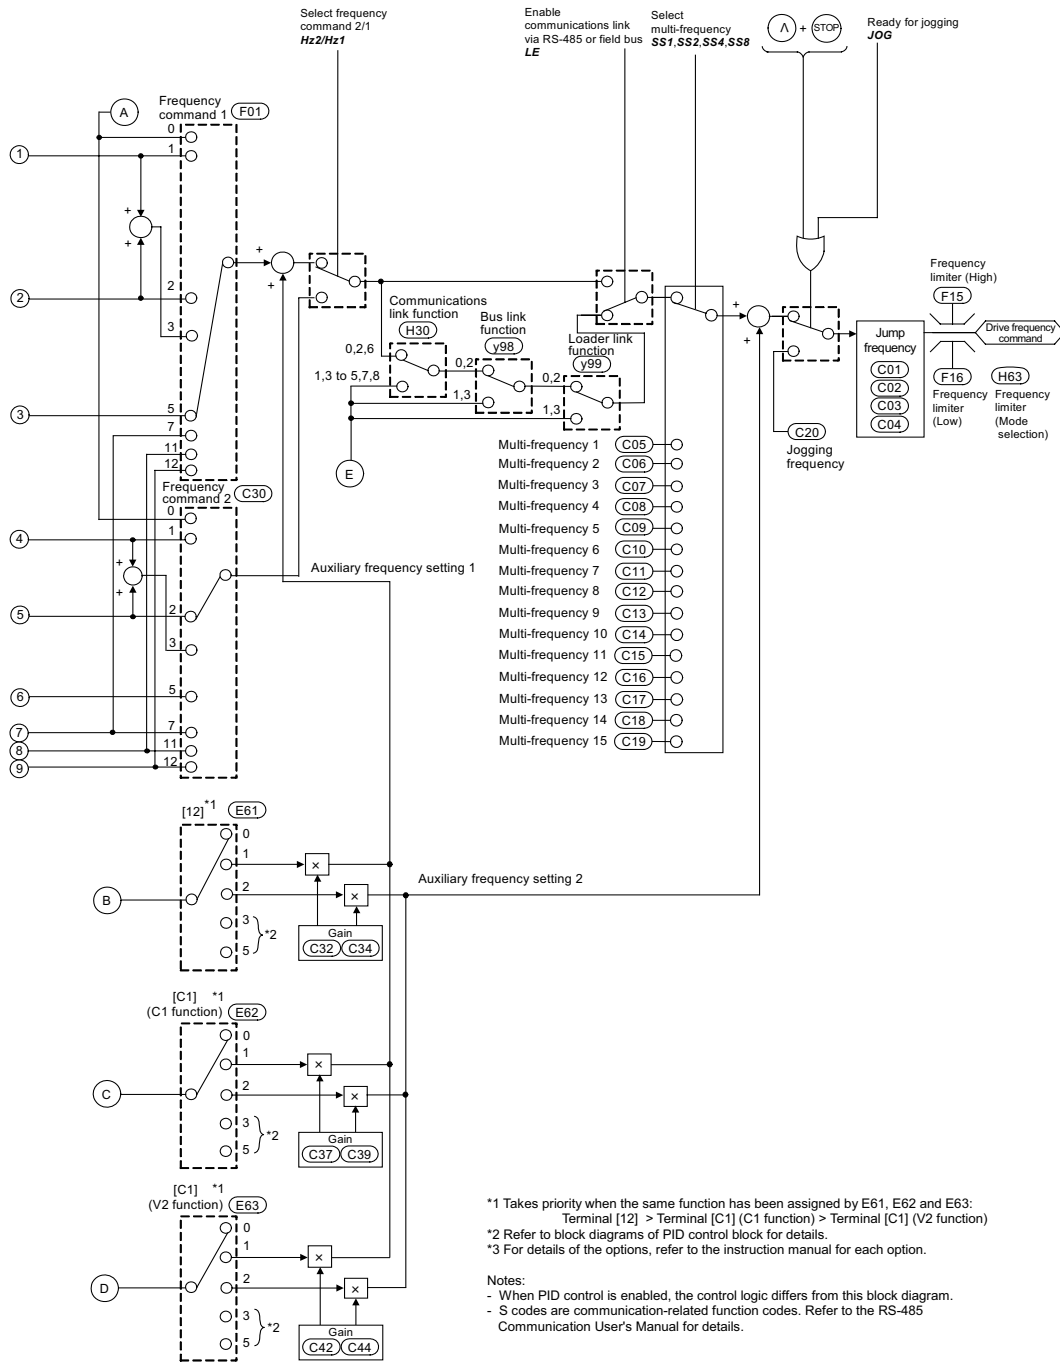 Select frequency
command 2/1
Hz2/Hz1
Enable
communications link
via RS-485 or field bus
LE
Select
multi-frequency
SS1,SS2,SS4,SS8
Λ + STOP
Ready for jogging
JOG
A
Frequency
command 1 F01
0
1
1
+
+
2
2
3
3
5
7
11
12
+
+
Communications
link function
H30
0,2,6
1,3 to 5,7,8
Bus link
function
y98
0,2
1,3
Loader link
function
y99
0,2
1,3
E
+
+
C20
Jogging
frequency
Jump
frequency
C01
C02
C03
C04
Frequency
limiter (High)
F15
Drive frequency
command
F16
Frequency
limiter
(Low)
H63
Frequency
limiter
(Mode
selection)
Frequency
command 2 C30
0
4
1
+
+
5
2
3
6
5
7
7
8
11
9
12
Auxiliary frequency setting 1
Multi-frequency 1 C05
Multi-frequency 2 C06
Multi-frequency 3 C07
Multi-frequency 4 C08
Multi-frequency 5 C09
Multi-frequency 6 C10
Multi-frequency 7 C11
Multi-frequency 8 C12
Multi-frequency 9 C13
Multi-frequency 10 C14
Multi-frequency 11 C15
Multi-frequency 12 C16
Multi-frequency 13 C17
Multi-frequency 14 C18
Multi-frequency 15 C19
[12] *1 E61
0
1
×
B
2
×
Auxiliary frequency setting 2
3
*2
5
Gain
C32 C34
[C1] *1
(C1 function) E62
0
1
×
C
2
×
3
*2
5
Gain
C37 C39
[C1] *1
(V2 function) E63
0
1
×
D
2
×
3
*2
5
Gain
C42 C44
*1 Takes priority when the same function has been assigned by E61, E62 and E63:
Terminal [12] > Terminal [C1] (C1 function) > Terminal [C1] (V2 function)
*2 Refer to block diagrams of PID control block for details.
*3 For details of the options, refer to the instruction manual for each option.
Notes:
- When PID control is enabled, the control logic differs from this block diagram.
- S codes are communication-related function codes. Refer to the RS-485
Communication User's Manual for details.